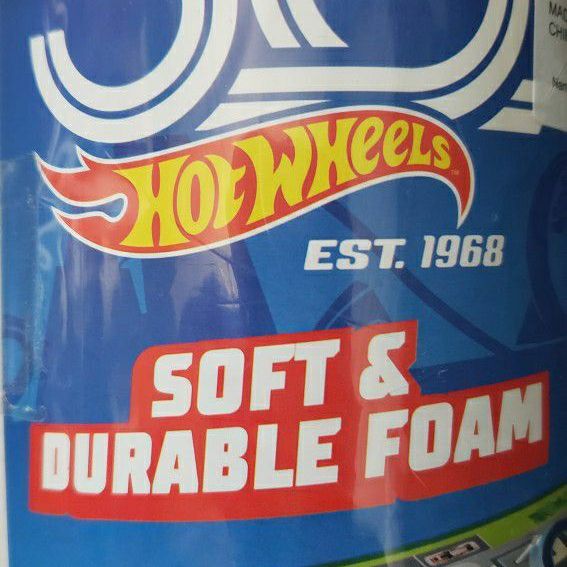 HOT WHEELS
EST. 1968
SOFT &
DURABLE FOAM